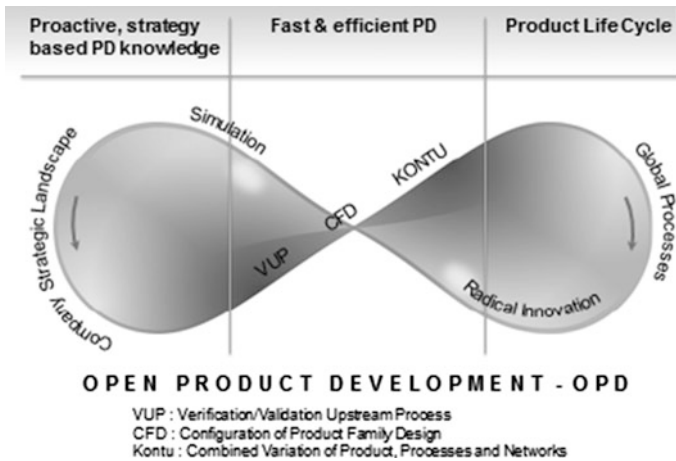 Proactive, strategy
based PD knowledge
Fast & efficient PD
Product Life Cycle
Simulation
Company Strategic Landscape
VUP
CFD
KONTU
Global Processes
Radical Innovation
OPEN PRODUCT DEVELOPMENT - OPD
VUP : Verification/Validation Upstream Process
CFD : Configuration of Product Family Design
Kontu : Combined Variation of Product, Processes and Networks